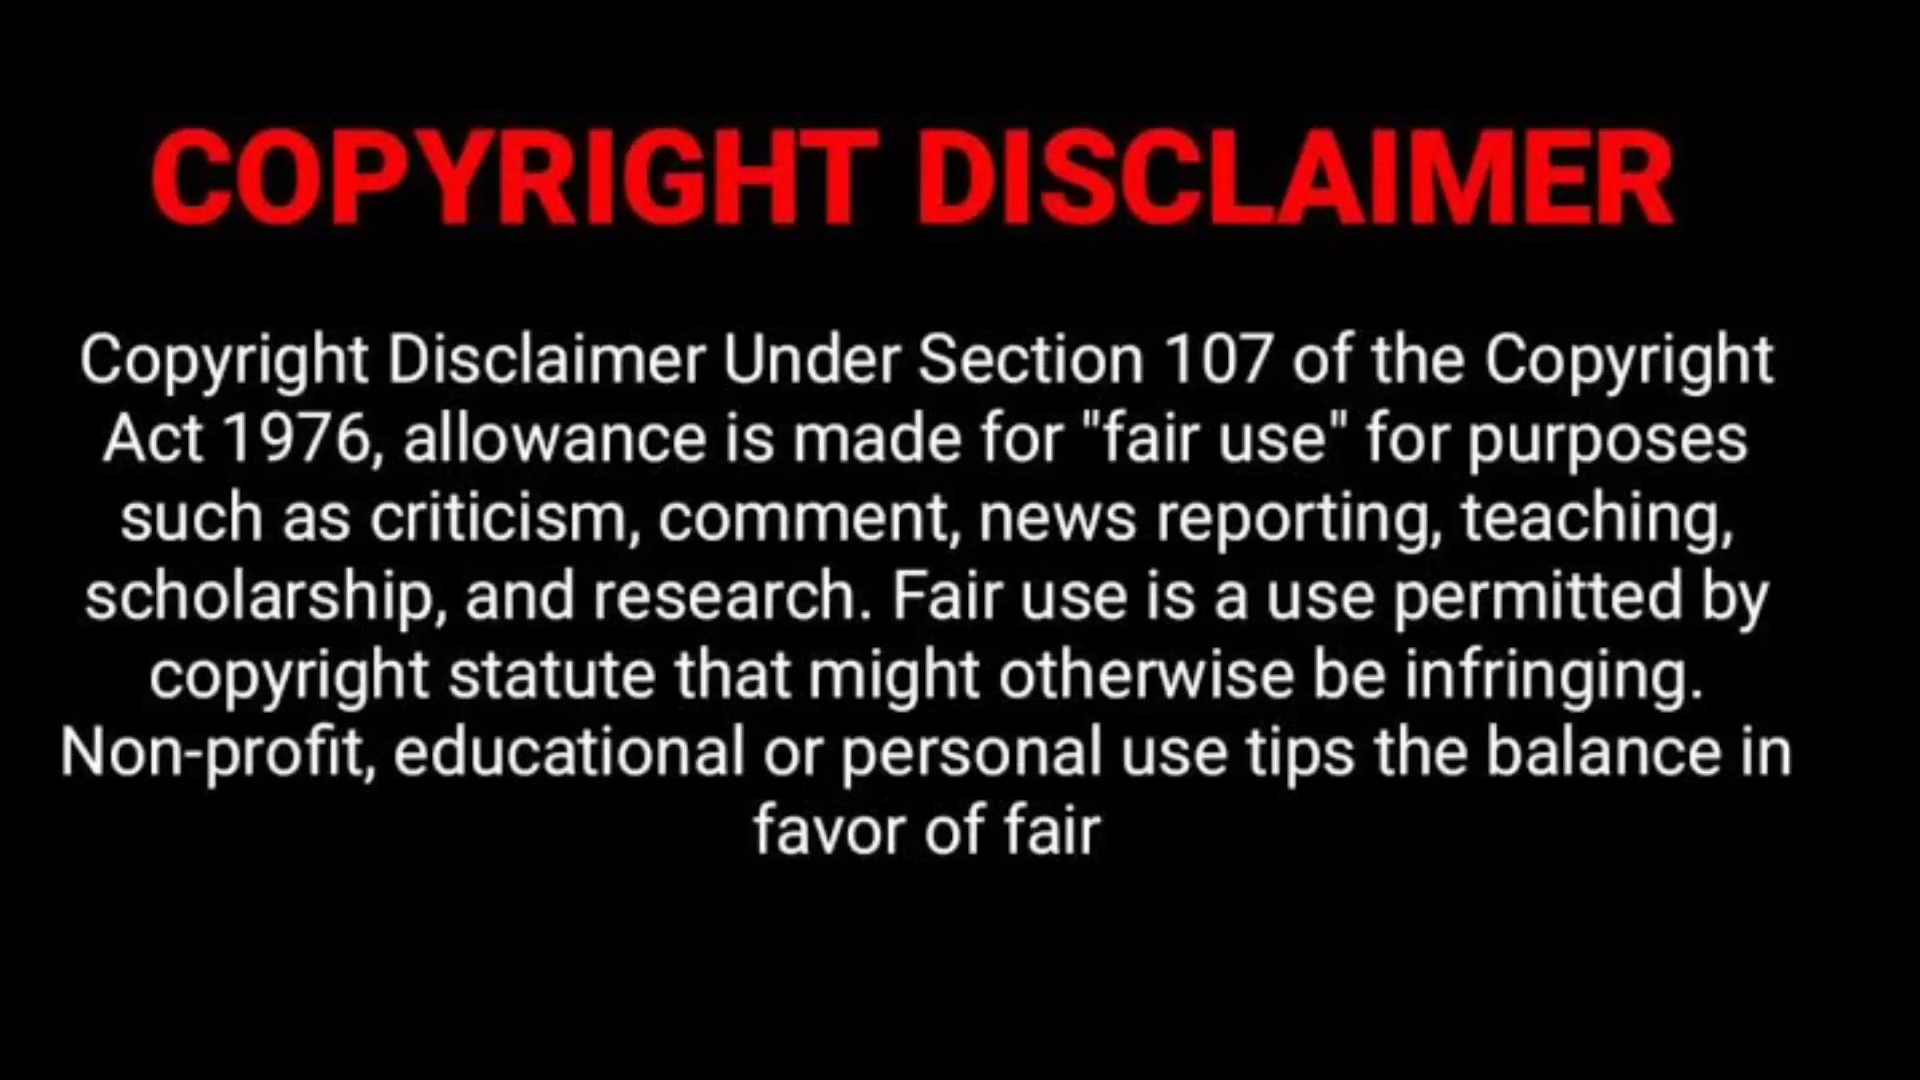 COPYRIGHT DISCLAIMER
Copyright Disclaimer Under Section 107 of the Copyright
Act 1976, allowance is made for "fair use" for purposes
such as criticism, comment, news reporting, teaching,
scholarship, and research. Fair use is a use permitted by
copyright statute that might otherwise be infringing.
Non-profit, educational or personal use tips the balance in
favor of fair